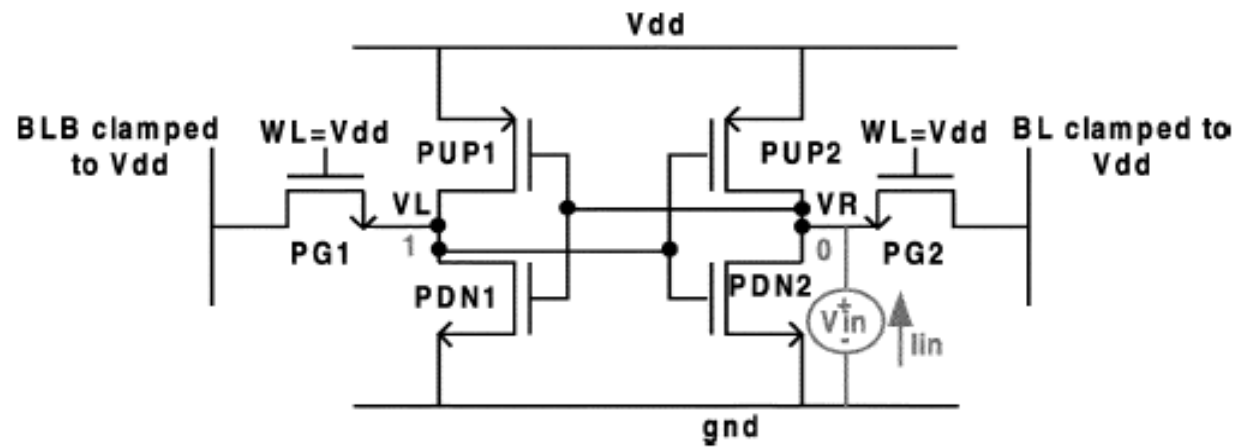 Vdd
BLB clamped
to Vdd
WL=Vdd
PUP1
PUP2
WL=Vdd
BL clamped to
Vdd
VL
VR
PG1
1
0
PG2
PDN1
PDN2
+
Vin
-
Iin
gnd